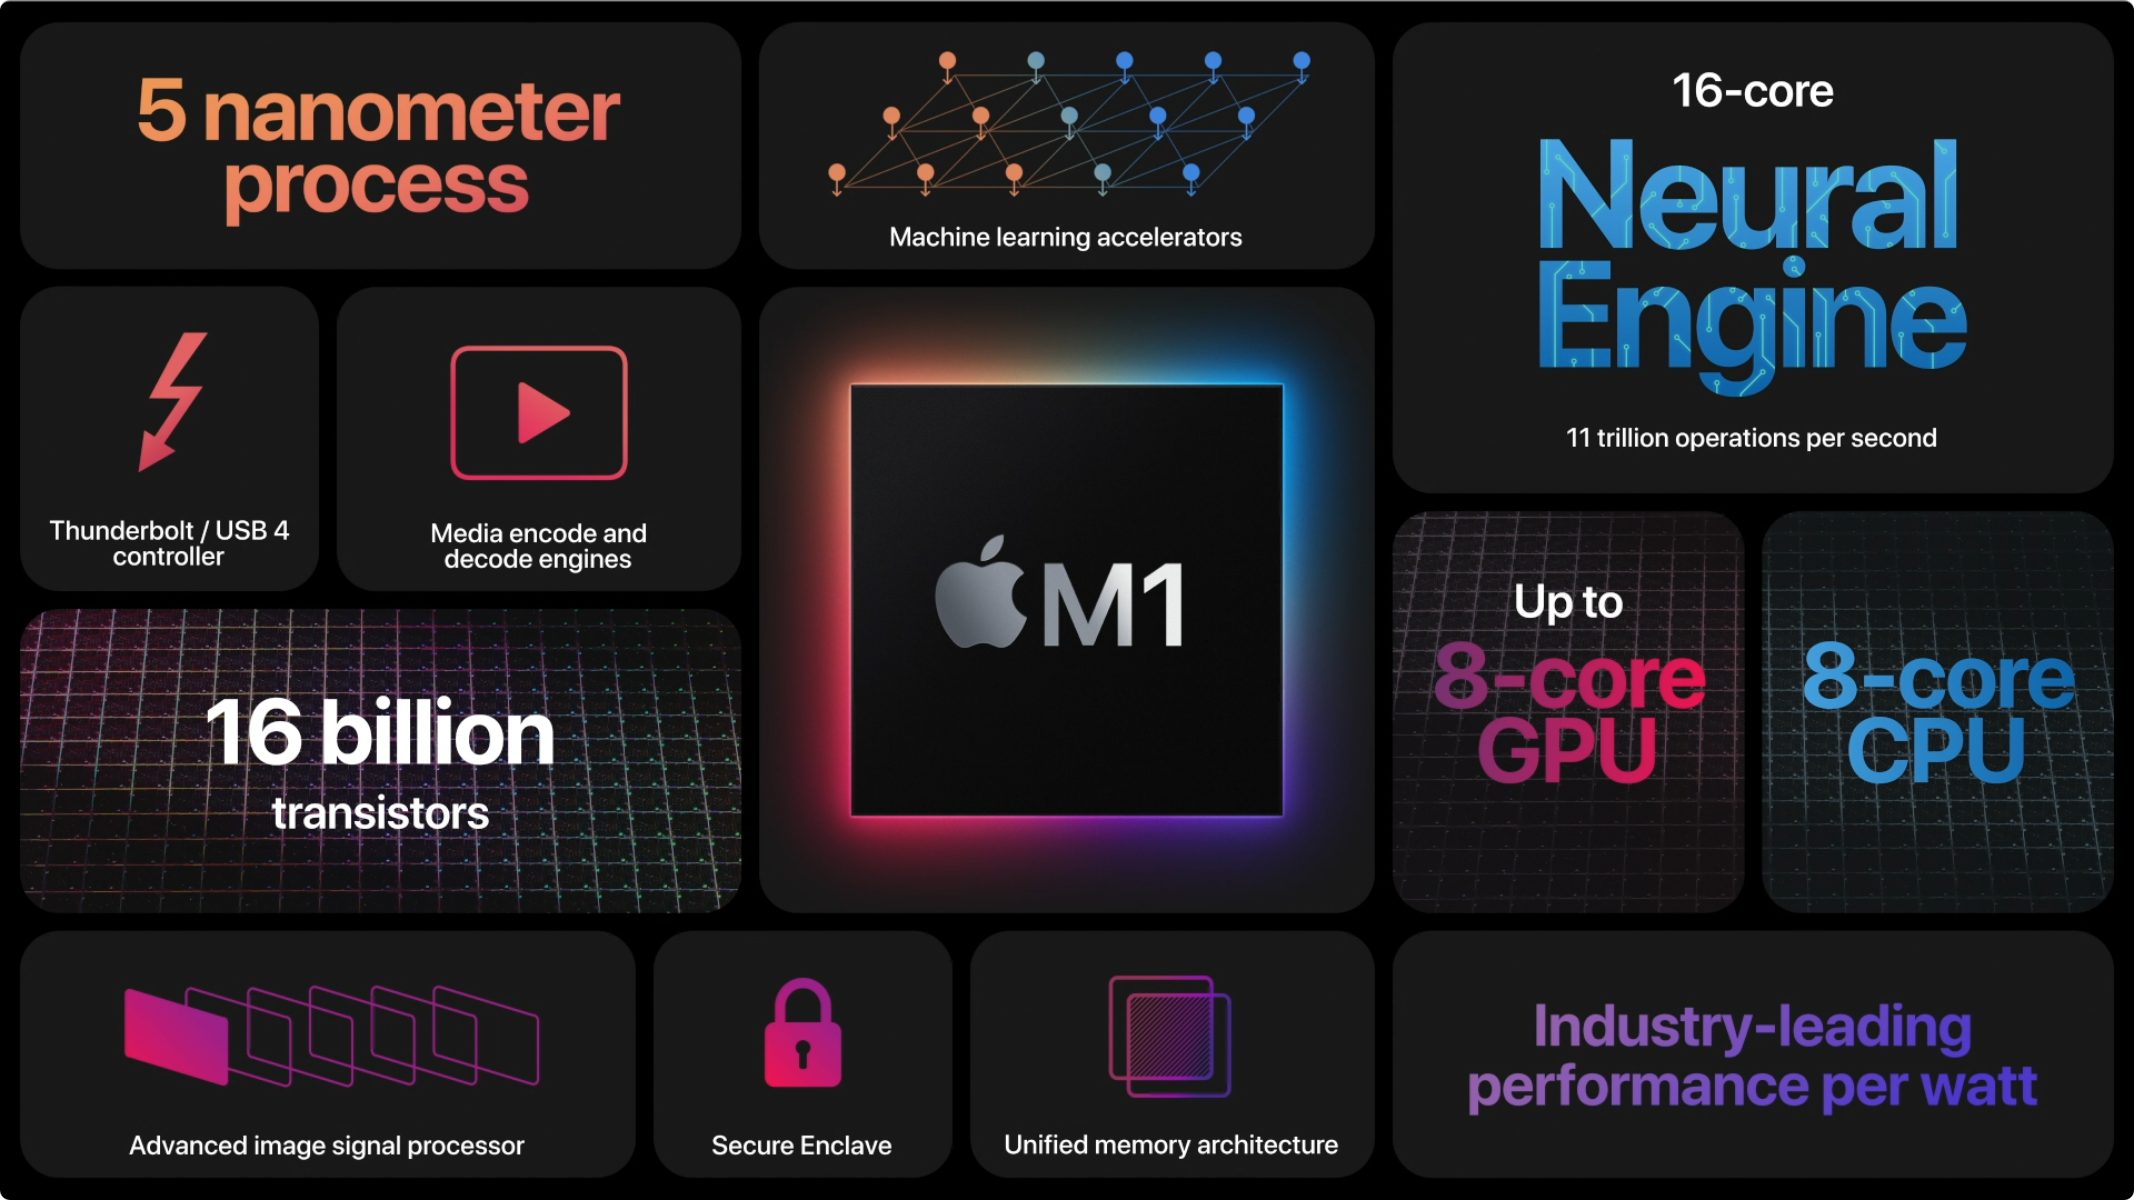 5 nanometer
process
Machine learning accelerators
16-core
Neural
Engine
11 trillion operations per second
Thunderbolt / USB 4
controller
Media encode and
decode engines
M1
Up to
8-core
GPU
8-core
CPU
16 billion
transistors
Advanced image signal processor
Secure Enclave
Unified memory architecture
Industry-leading
performance per watt